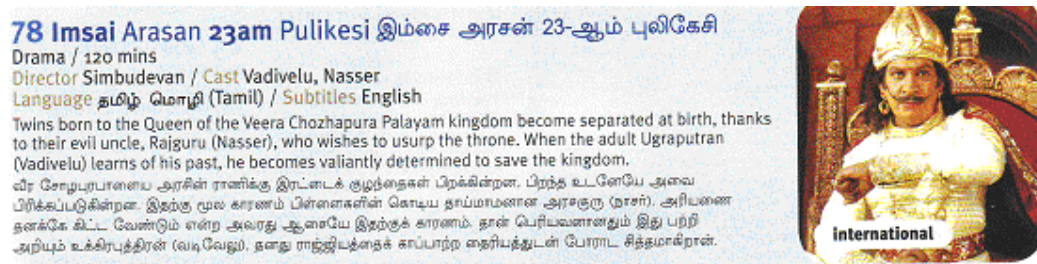 78 Imsai Arasan 23am Pulikesi இம்சை அரசன் 23-ஆம் புலிகேசி
Drama / 120 mins
Director Simbudevan / Cast Vadivelu, Nasser
Language தமிழ் மொழி (Tamil) / Subtitles English
Twins born to the Queen of the Veera Chozhapura Palayam kingdom become separated at birth, thanks
to their evil uncle, Rajguru (Nasser), who wishes to usurp the throne. When the adult Ugraputran
(Vadivelu) learns of his past, he becomes valiantly determined to save the kingdom.
வீர சோழபுரபாளைய அரசின் ராணிக்கு இரட்டைக் குழந்தைகள் பிறக்கின்றன. பிறந்த உடனேயே அவை
பிரிக்கப்படுகின்றன. இதற்கு மூல காரணம் பிள்ளைகளின் கொடிய தாய்மாமனான அரசகுரு (நாசர்). அரியணை
தனக்கே கிட்ட வேண்டும் என்ற அவரது ஆசையே இதற்குக் காரணம். தான் பெரியவனானதும் இது பற்றி
அறியும் உக்கிரபுத்திரன் (வடிவேலு), தனது ராஜ்ஜியத்தைக் காப்பாற்ற தைரியத்துடன் போராட சித்தமாகிறான்.
international